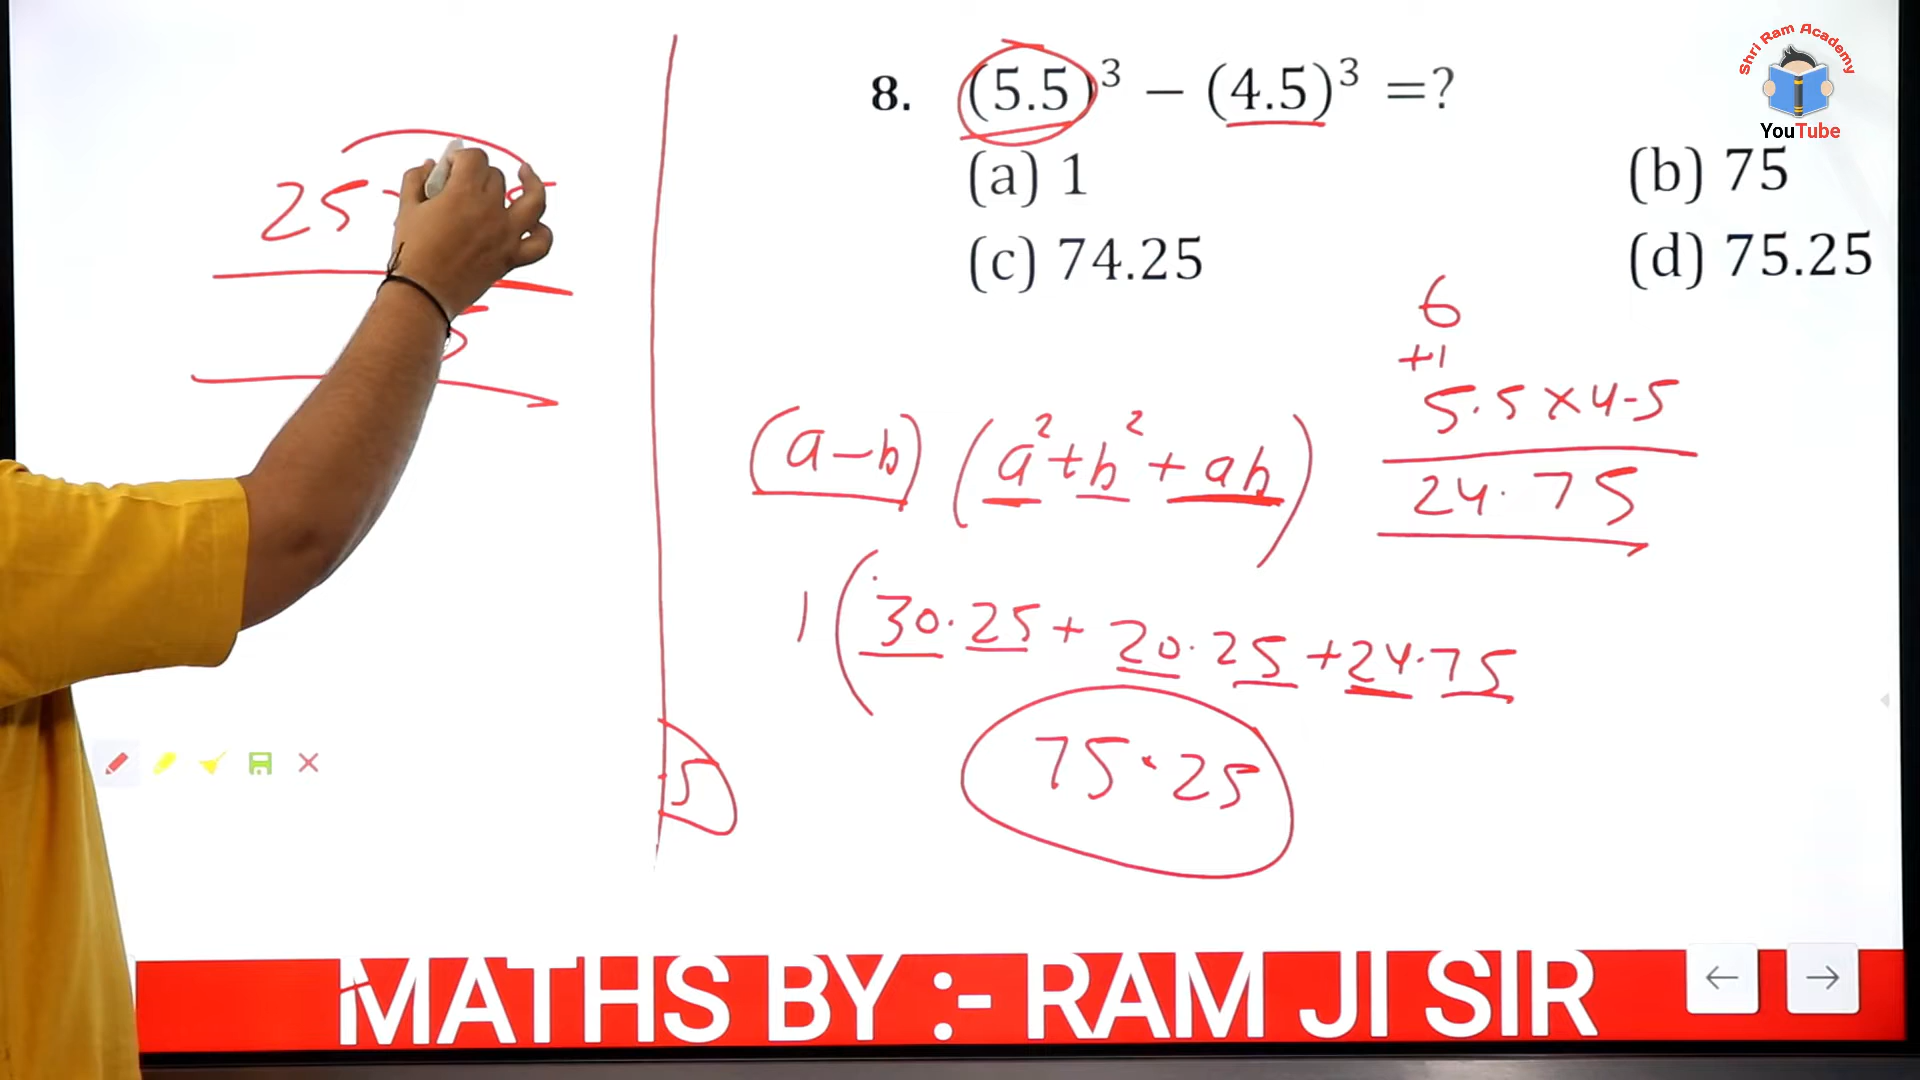 Shri Ram Academy
YouTube
8. (5.5)³ − (4.5)³ =?
(a) 1
(b) 75
(c) 74.25
(d) 75.25
25
6
+1
5.5 × 4.5
24.75
(a−b) (a² + b² + ab)
1 (30.25 + 20.25 + 24.75
75.25
5
MATHS BY :- RAM JI SIR